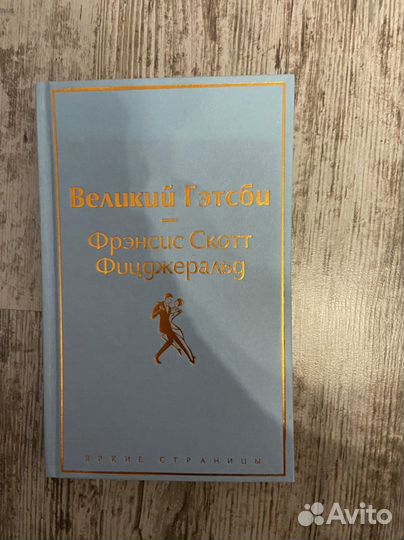 Великий Гэтсби
Фрэнсис Скотт
Фицджеральд
ЯРКИЕ СТРАНИЦЫ
Avito